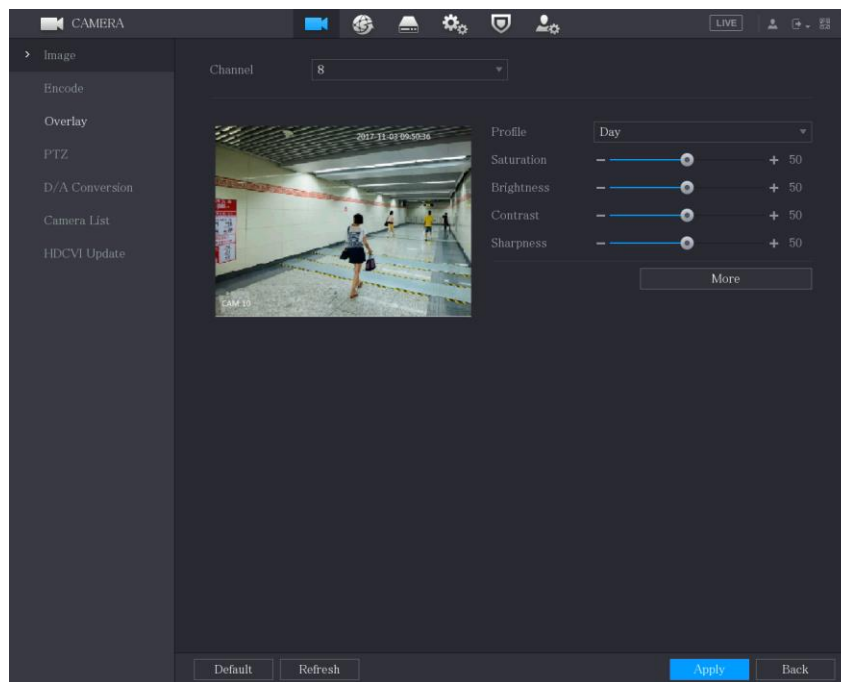 CAMERA
LIVE
Image
Encode
Overlay
PTZ
D/A Conversion
Camera List
HDCVI Update
Channel 8
2017-11-03 09:50:36
CAM 10
Profile Day
Saturation 50
Brightness 50
Contrast 50
Sharpness 50
More
Default Refresh Apply Back